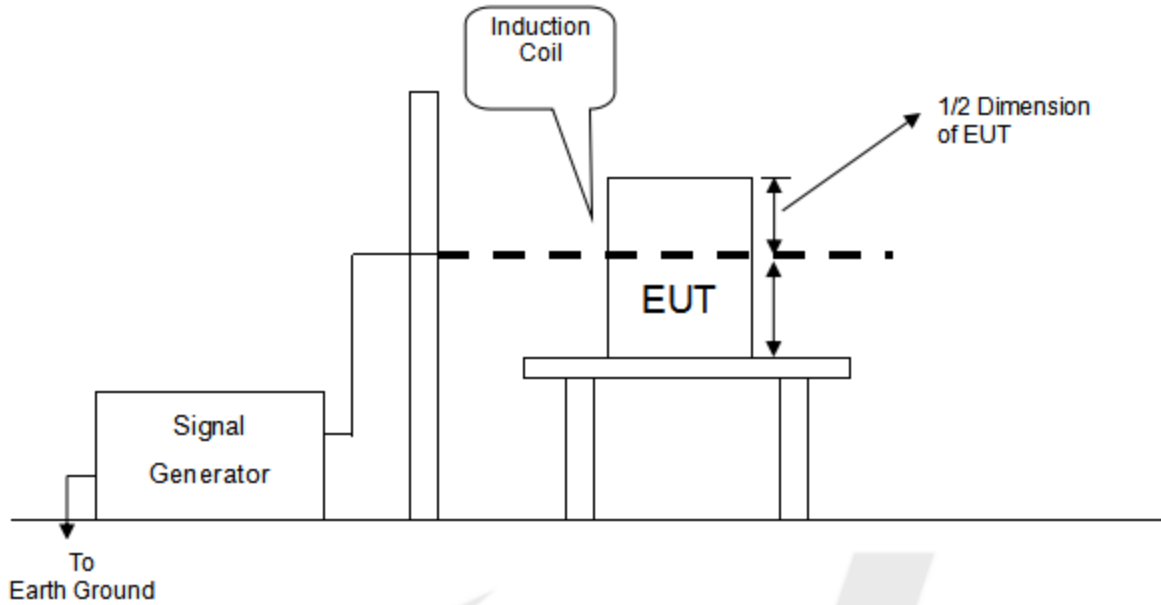 Induction
Coil
1/2 Dimension
of EUT
EUT
Signal
Generator
To
Earth Ground